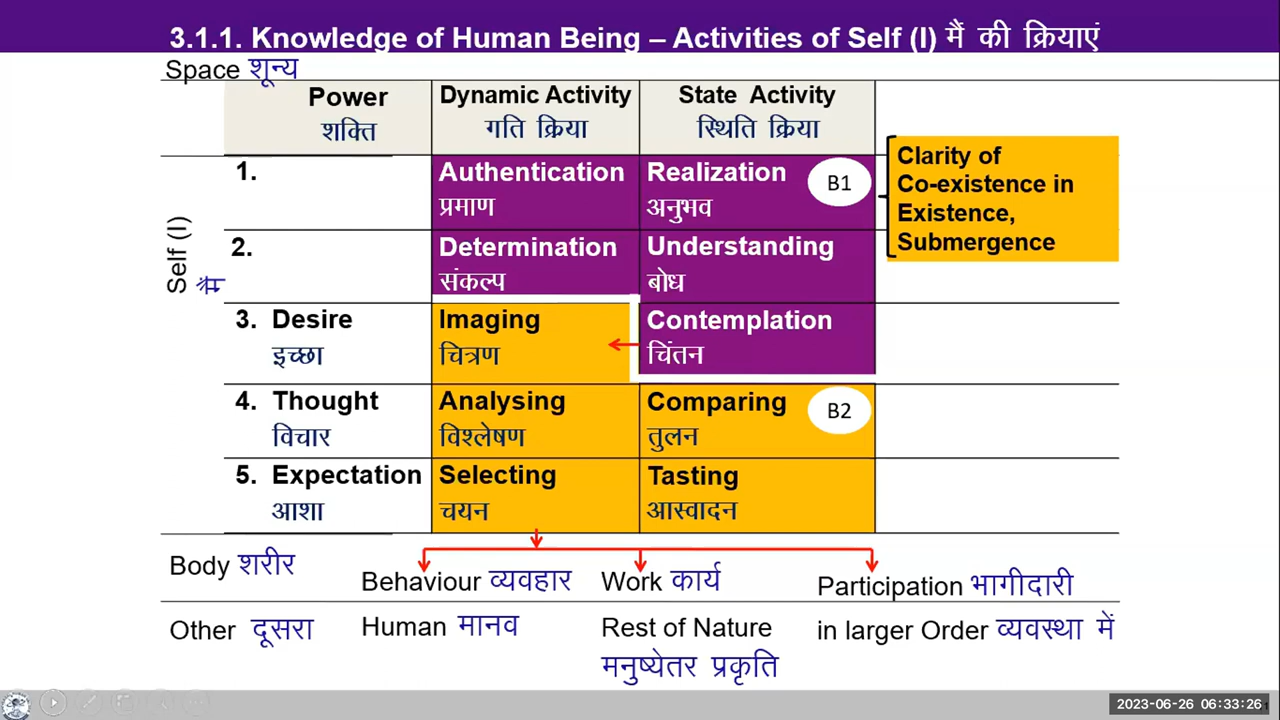 3.1.1. Knowledge of Human Being – Activities of Self (I) मैं की क्रियाएं
Space शून्य
Power
शक्ति
Dynamic Activity
गति क्रिया
State Activity
स्थिति क्रिया
Self (I)
मैं
1.
Authentication
प्रमाण
Realization
अनुभव
B1
Clarity of
Co-existence in
Existence,
Submergence
2.
Determination
संकल्प
Understanding
बोध
3. Desire
इच्छा
Imaging
चित्रण
Contemplation
चिंतन
4. Thought
विचार
Analysing
विश्लेषण
Comparing
तुलन
B2
5. Expectation
आशा
Selecting
चयन
Tasting
आस्वादन
Body शरीर
Behaviour व्यवहार
Work कार्य
Participation भागीदारी
Other दूसरा
Human मानव
Rest of Nature
मनुष्येतर प्रकृति
in larger Order व्यवस्था में
2023-06-26 06:33:26